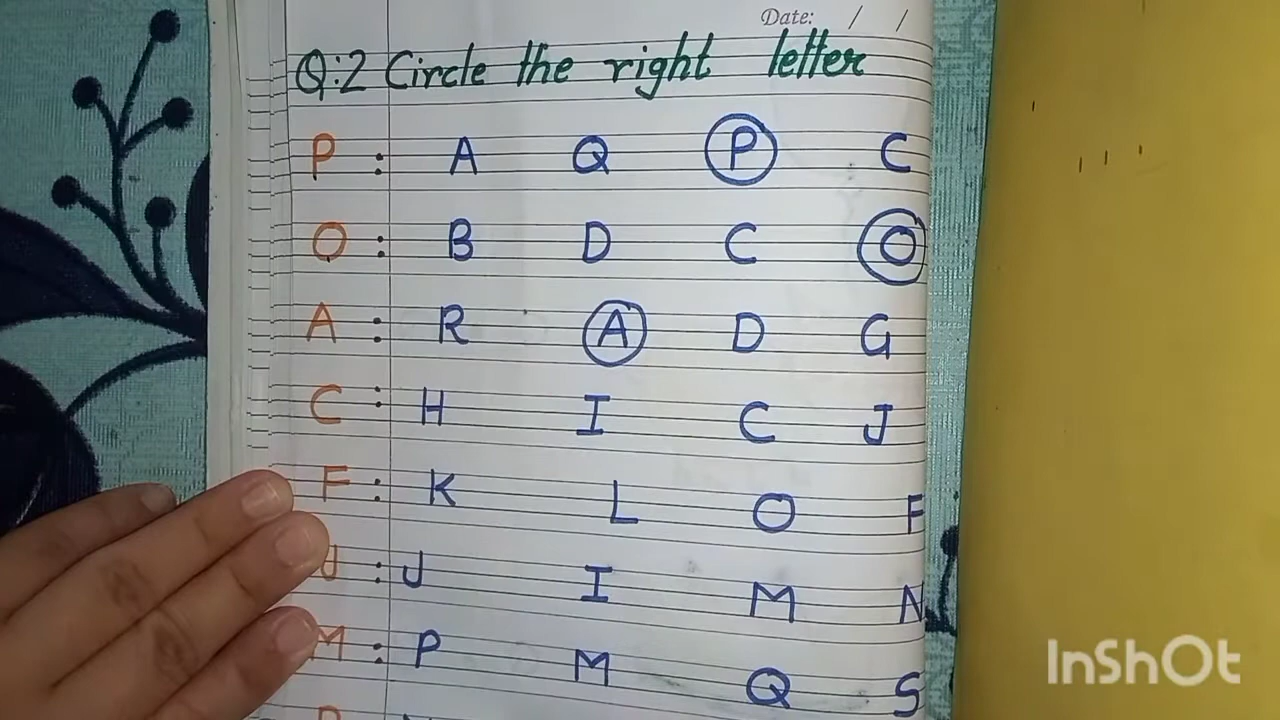 Date: / /
Q:2 Circle the right letter
P : A Q P C
O : B D C O
A : R A D G
C : H I C J
F : K L O F
J : J I M N
M : P M Q S
InShOt